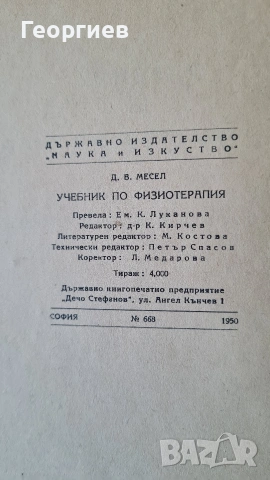 Георгиев
ДЪРЖАВНО ИЗДАТЕЛСТВО
„НАУКА и ИЗКУСТВО“
Д. В. МЕСЕЛ
УЧЕБНИК ПО ФИЗИОТЕРАПИЯ
Превела: Ем. К. Луканова
Редактор: д-р К. Кирчев
Литературен редактор: М. Костова
Технически редактор: Петър Спасов
Коректор: Л. Медарова
Тираж: 4,000
Държавно книгопечатно предприятие
„Дечо Стефанов“, ул. Ангел Кънчев 1
СОФИЯ № 668 1950
BAZAR